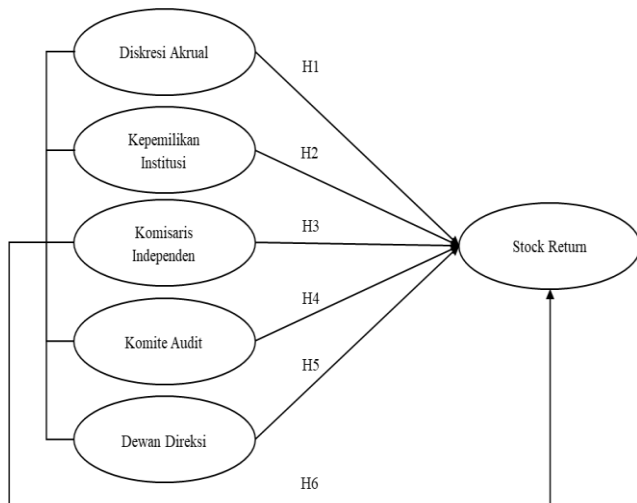 Diskresi Akrual
H1
Kepemilikan
Institusi
H2
Komisaris
Independen
H3
Stock Return
Komite Audit
H4
H5
Dewan Direksi
H6